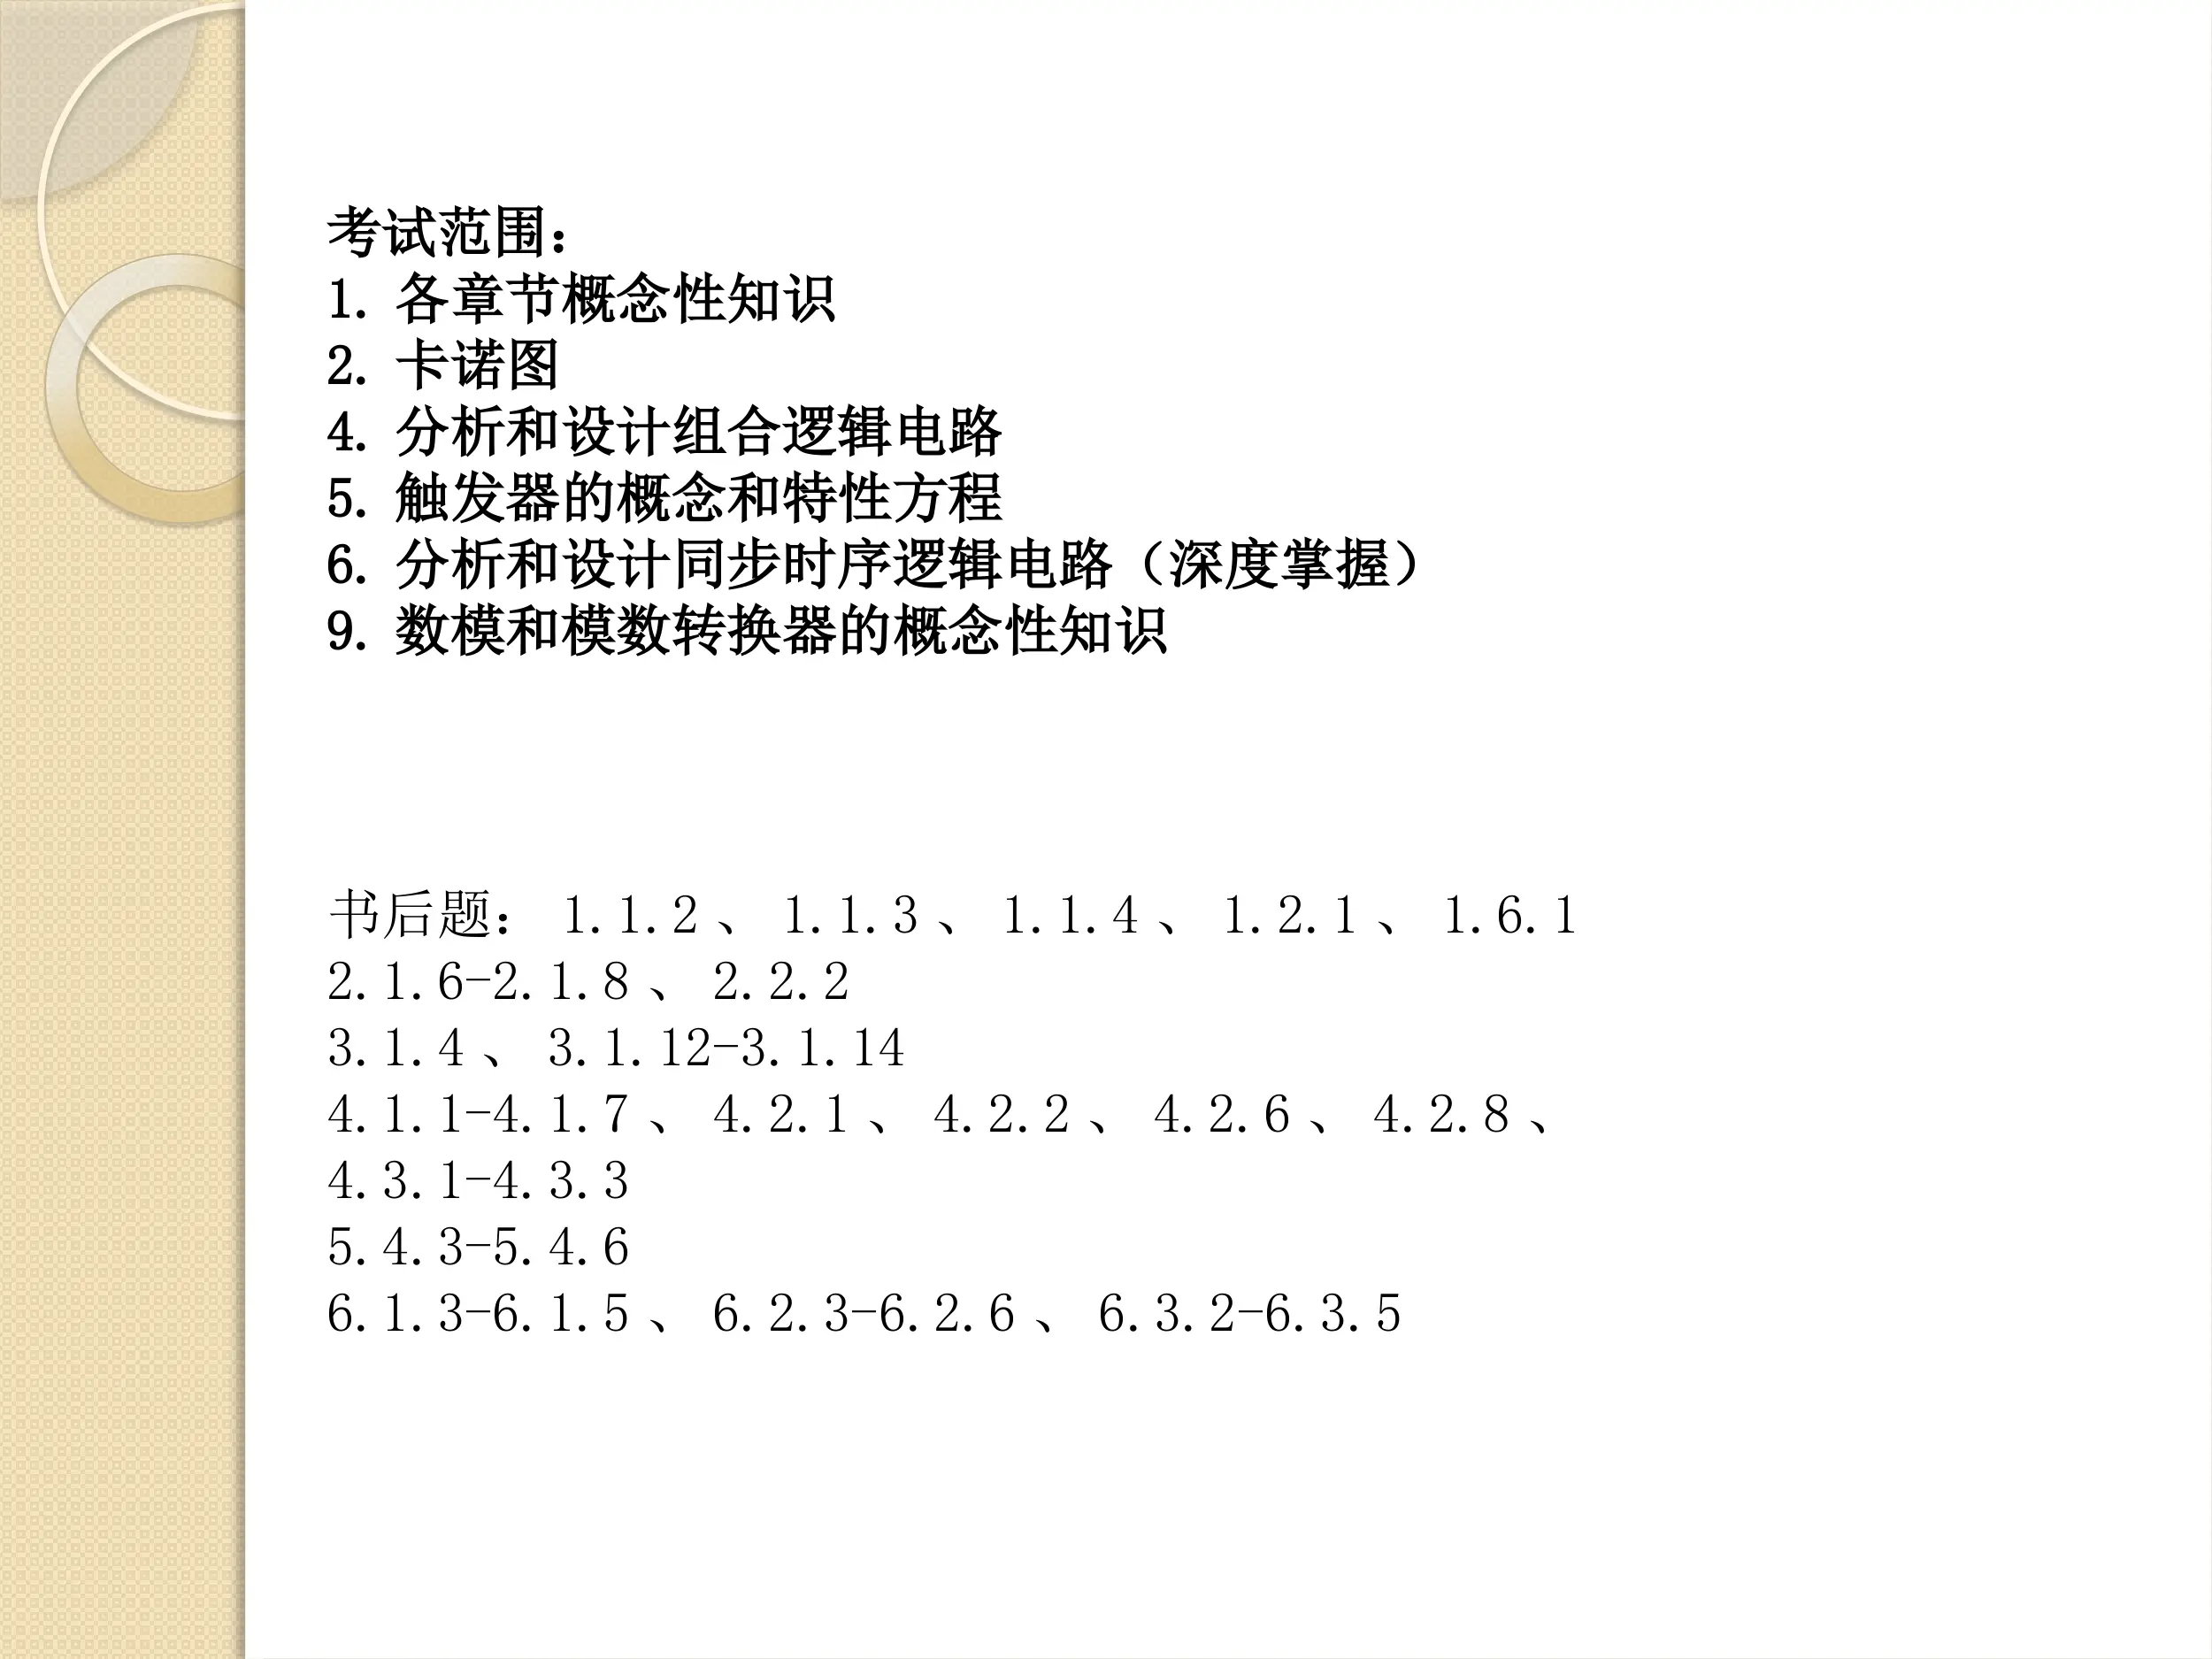 考试范围：
1. 各章节概念性知识
2. 卡诺图
4. 分析和设计组合逻辑电路
5. 触发器的概念和特性方程
6. 分析和设计同步时序逻辑电路（深度掌握）
9. 数模和模数转换器的概念性知识
书后题： 1.1.2 、 1.1.3 、 1.1.4 、 1.2.1 、 1.6.1
2.1.6-2.1.8 、 2.2.2
3.1.4 、 3.1.12-3.1.14
4.1.1-4.1.7 、 4.2.1 、 4.2.2 、 4.2.6 、 4.2.8 、
4.3.1-4.3.3
5.4.3-5.4.6
6.1.3-6.1.5 、 6.2.3-6.2.6 、 6.3.2-6.3.5